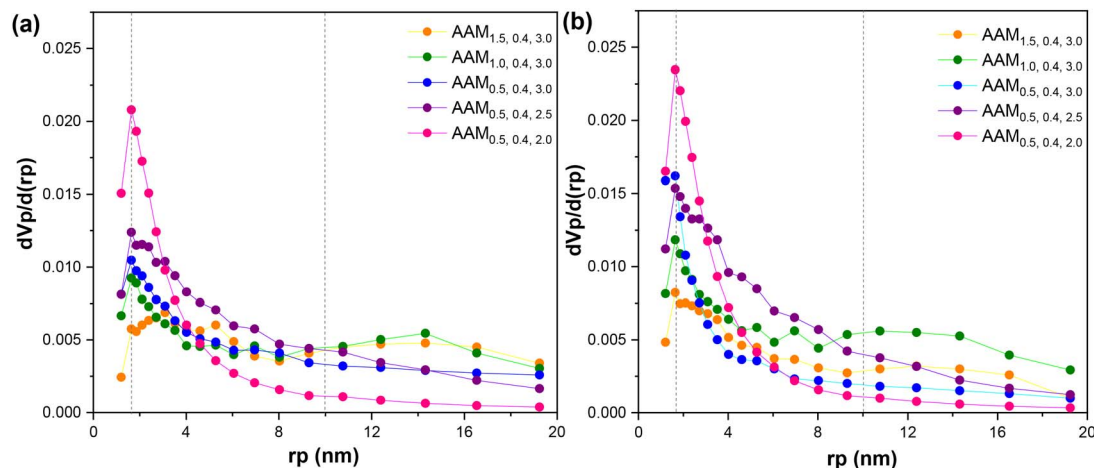 (a)
AAM1.5, 0.4, 3.0
AAM1.0, 0.4, 3.0
AAM0.5, 0.4, 3.0
AAM0.5, 0.4, 2.5
AAM0.5, 0.4, 2.0
dVp/d(rp)
0.025
0.020
0.015
0.010
0.005
0.000
0
4
8
12
16
20
rp (nm)
(b)
AAM1.5, 0.4, 3.0
AAM1.0, 0.4, 3.0
AAM0.5, 0.4, 3.0
AAM0.5, 0.4, 2.5
AAM0.5, 0.4, 2.0
dVp/d(rp)
0.025
0.020
0.015
0.010
0.005
0.000
0
4
8
12
16
20
rp (nm)